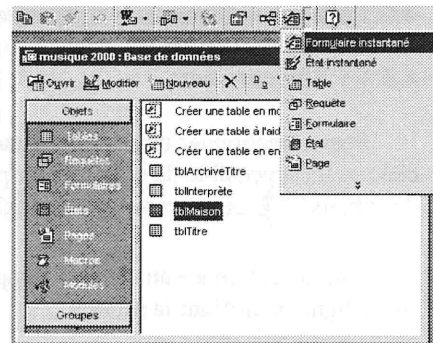 musique 2000 : Base de données
Ouvrir Modifier Nouveau
Objets
Tables
Requêtes
Formulaires
États
Pages
Macros
Modules
Groupes
Créer une table en mo
Créer une table à l'aid
Créer une table en en
tblArchiveTitre
tblInterprète
tblMaison
tblTitre
Formulaire instantané
État instantané
Table
Requête
Formulaire
État
Page